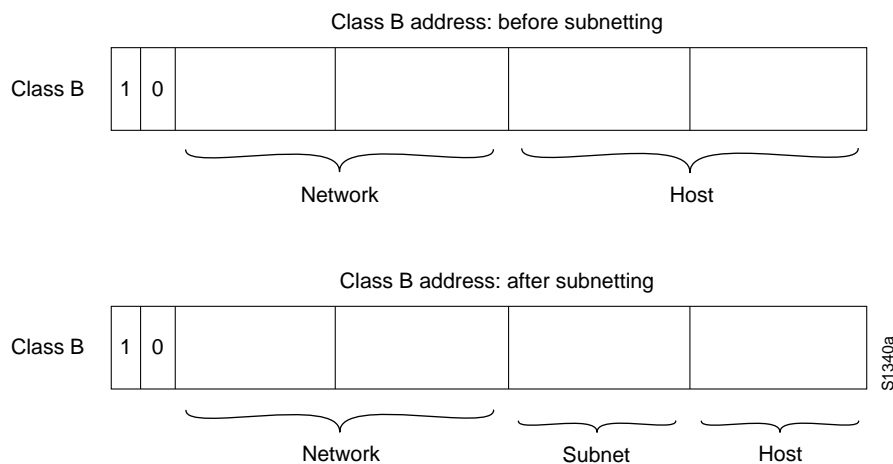 Class B address: before subnetting
Class B 1 0
Network Host
Class B address: after subnetting
Class B 1 0
S1340a
Network Subnet Host